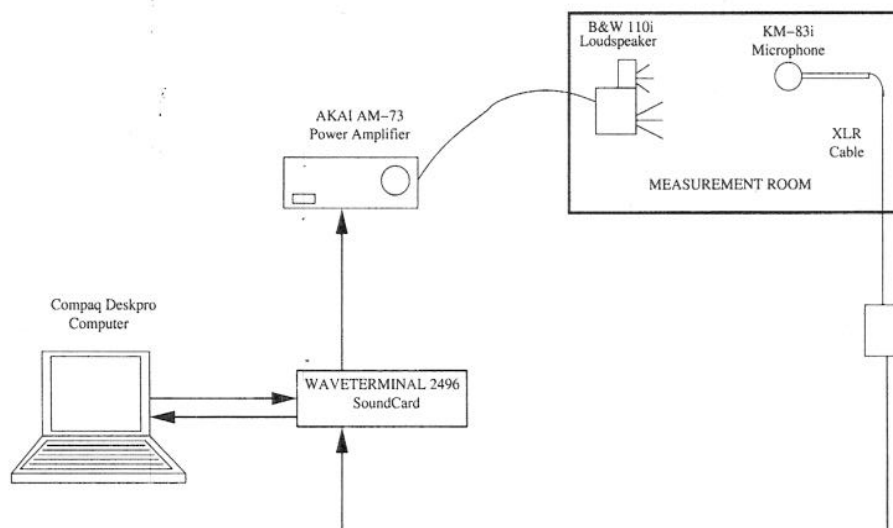 B&W 110i
Loudspeaker
KM-83i
Microphone
AKAI AM-73
Power Amplifier
XLR
Cable
MEASUREMENT ROOM
Compaq Deskpro
Computer
WAVETERMINAL 2496
SoundCard